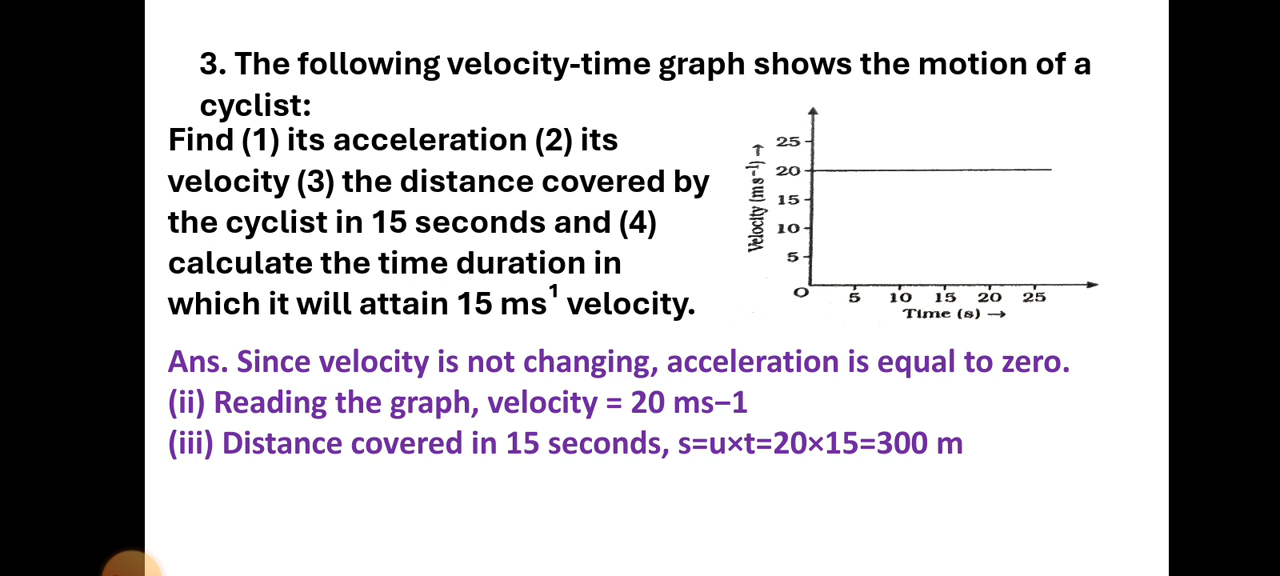 3. The following velocity-time graph shows the motion of a
cyclist:
Find (1) its acceleration (2) its
velocity (3) the distance covered by
the cyclist in 15 seconds and (4)
calculate the time duration in
which it will attain 15 ms¹ velocity.
Velocity (ms⁻¹) →
25
20
15
10
5
O
5 10 15 20 25
Time (s) →
Ans. Since velocity is not changing, acceleration is equal to zero.
(ii) Reading the graph, velocity = 20 ms−1
(iii) Distance covered in 15 seconds, s=u×t=20×15=300 m